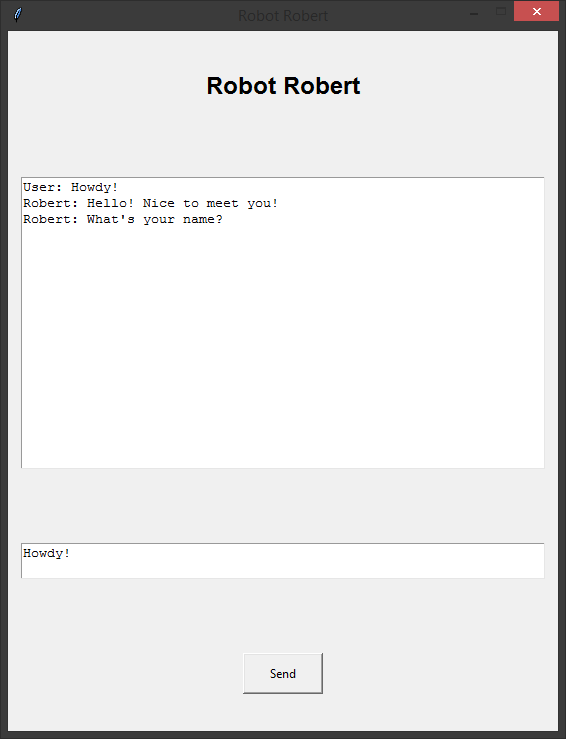 Robot Robert
Robot Robert
User: Howdy!
Robert: Hello! Nice to meet you!
Robert: What's your name?
Howdy!
Send